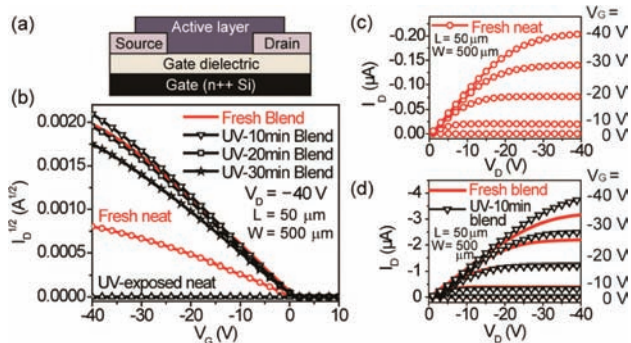 (a)
Active layer
Source
Drain
Gate dielectric
Gate (n++ Si)
(b)
0.0020
0.0015
0.0010
0.0005
0.0000
I_D^1/2 (A^1/2)
Fresh Blend
UV-10min Blend
UV-20min Blend
UV-30min Blend
V_D = −40 V
L = 50 μm
W = 500 μm
Fresh neat
UV-exposed neat
-40 -30 -20 -10 0 10
V_G (V)
(c)
Fresh neat
L = 50 μm
W = 500 μm
V_G =
-40 V
-30 V
-20 V
-10 V
0 V
-0.20
-0.15
-0.10
-0.05
0.00
I_D (μA)
0 -10 -20 -30 -40
V_D (V)
(d)
Fresh blend
UV-10min
blend
L = 50 μm
W = 500 μm
V_G =
-40 V
-30 V
-20 V
-10 V
0 V
-4
-3
-2
-1
0
I_D (μA)
0 -10 -20 -30 -40
V_D (V)